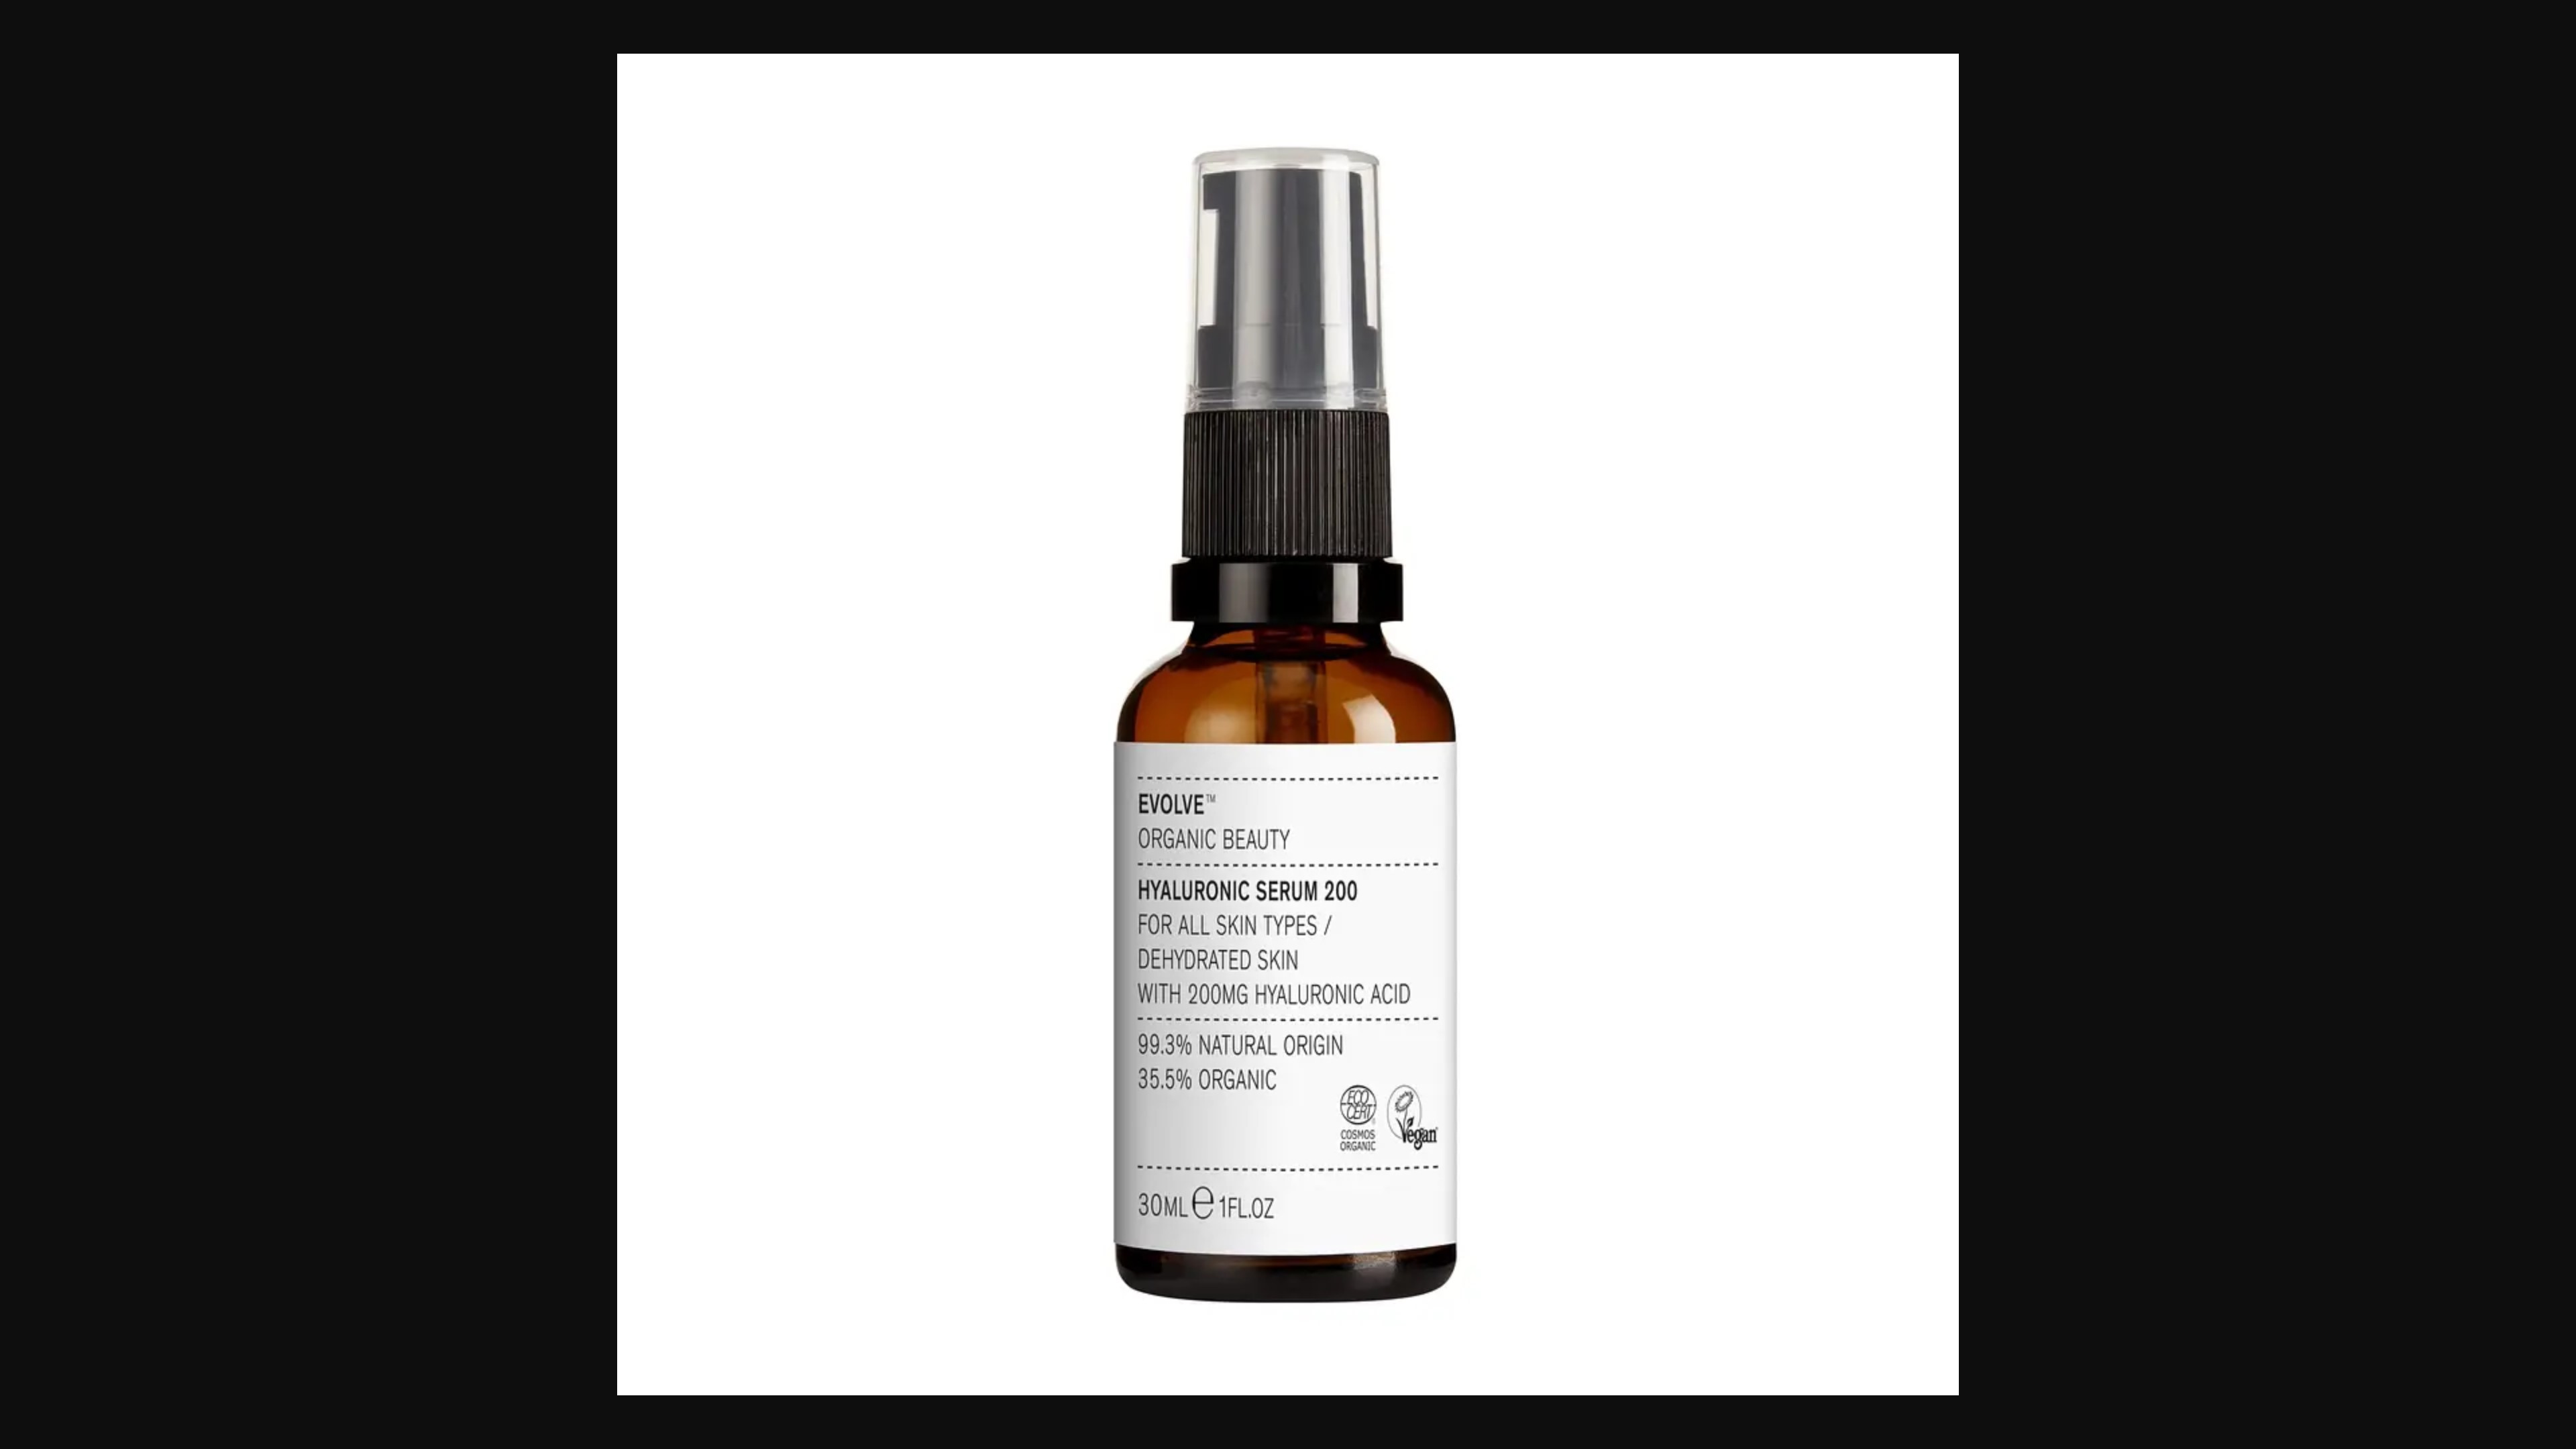 EVOLVE™
ORGANIC BEAUTY
HYALURONIC SERUM 200
FOR ALL SKIN TYPES /
DEHYDRATED SKIN
WITH 200MG HYALURONIC ACID
99.3% NATURAL ORIGIN
35.5% ORGANIC
ECO
CERT
COSMOS
ORGANIC
Vegan
30ML e 1FL.OZ